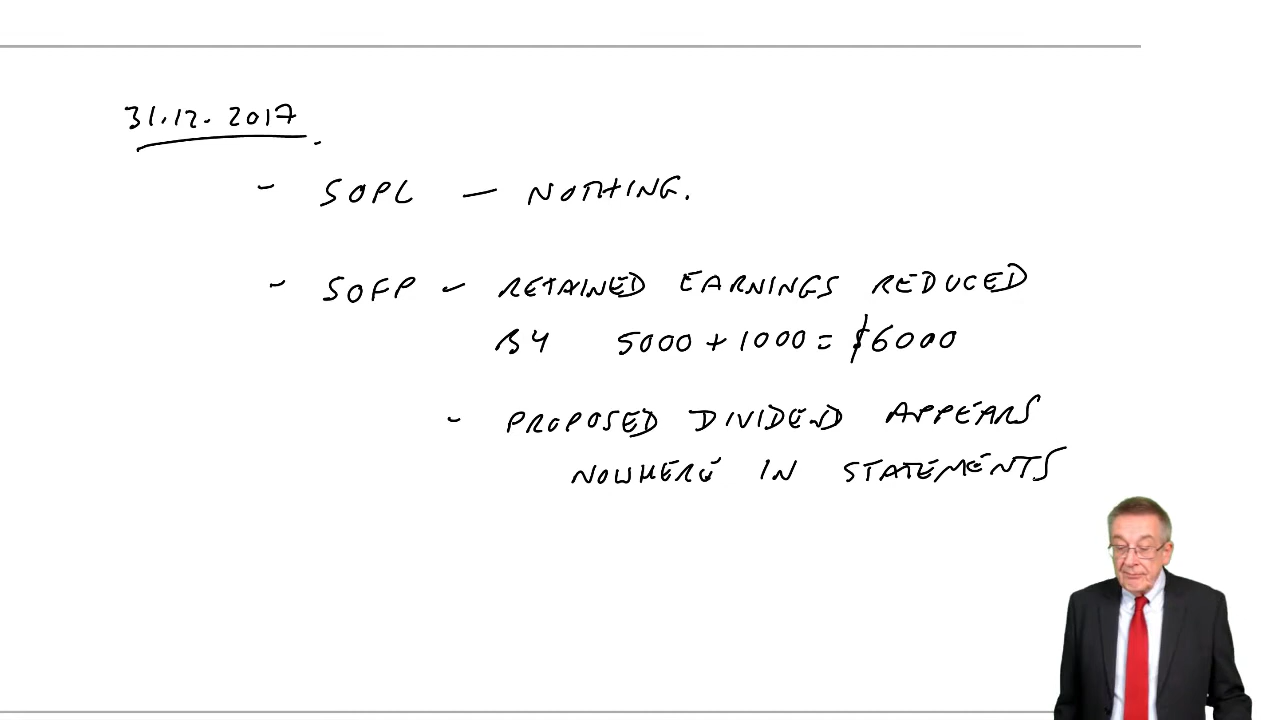 31.12.2017
- SOPL - NOTHING.
- SOFP - RETAINED EARNINGS REDUCED
BY 5000 + 1000 = $6000
- PROPOSED DIVIDEND APPEARS
NOWHERE IN STATEMENTS